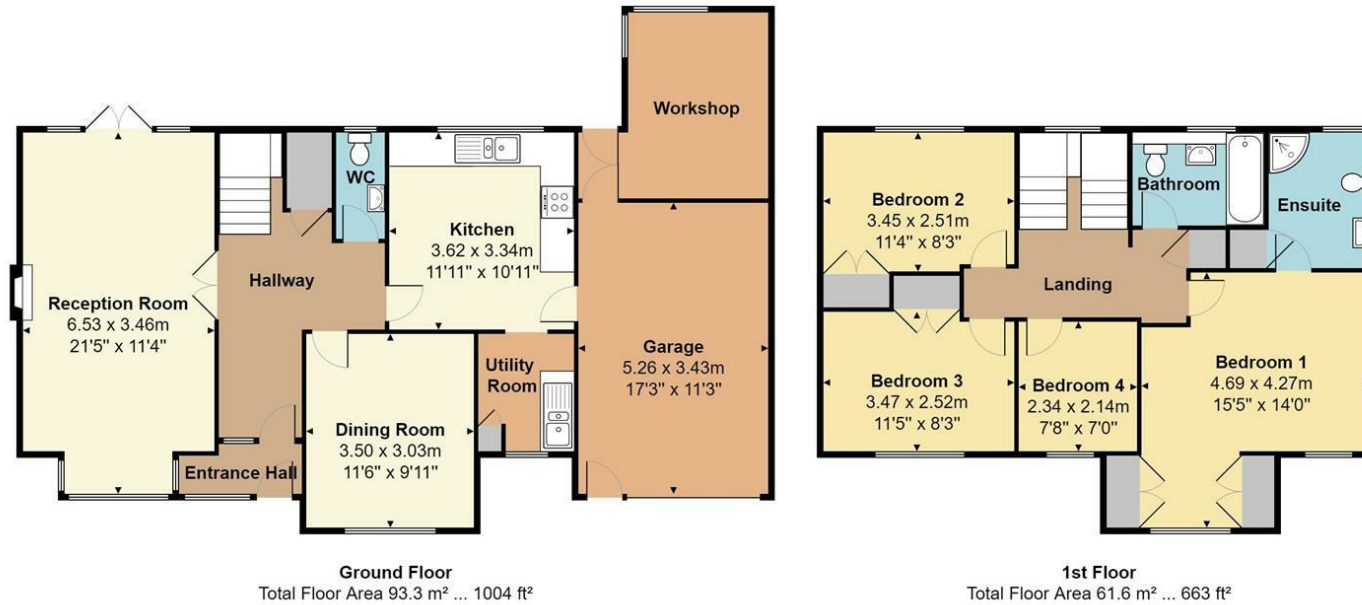 Workshop
WC
Kitchen
3.62 x 3.34m
11'11" x 10'11"
Hallway
Reception Room
6.53 x 3.46m
21'5" x 11'4"
Garage
5.26 x 3.43m
17'3" x 11'3"
Utility
Room
Dining Room
3.50 x 3.03m
11'6" x 9'11"
Entrance Hall
Ground Floor
Total Floor Area 93.3 m² ... 1004 ft²
Bedroom 2
3.45 x 2.51m
11'4" x 8'3"
Bathroom
Ensuite
Landing
Bedroom 3
3.47 x 2.52m
11'5" x 8'3"
Bedroom 4
2.34 x 2.14m
7'8" x 7'0"
Bedroom 1
4.69 x 4.27m
15'5" x 14'0"
1st Floor
Total Floor Area 61.6 m² ... 663 ft²